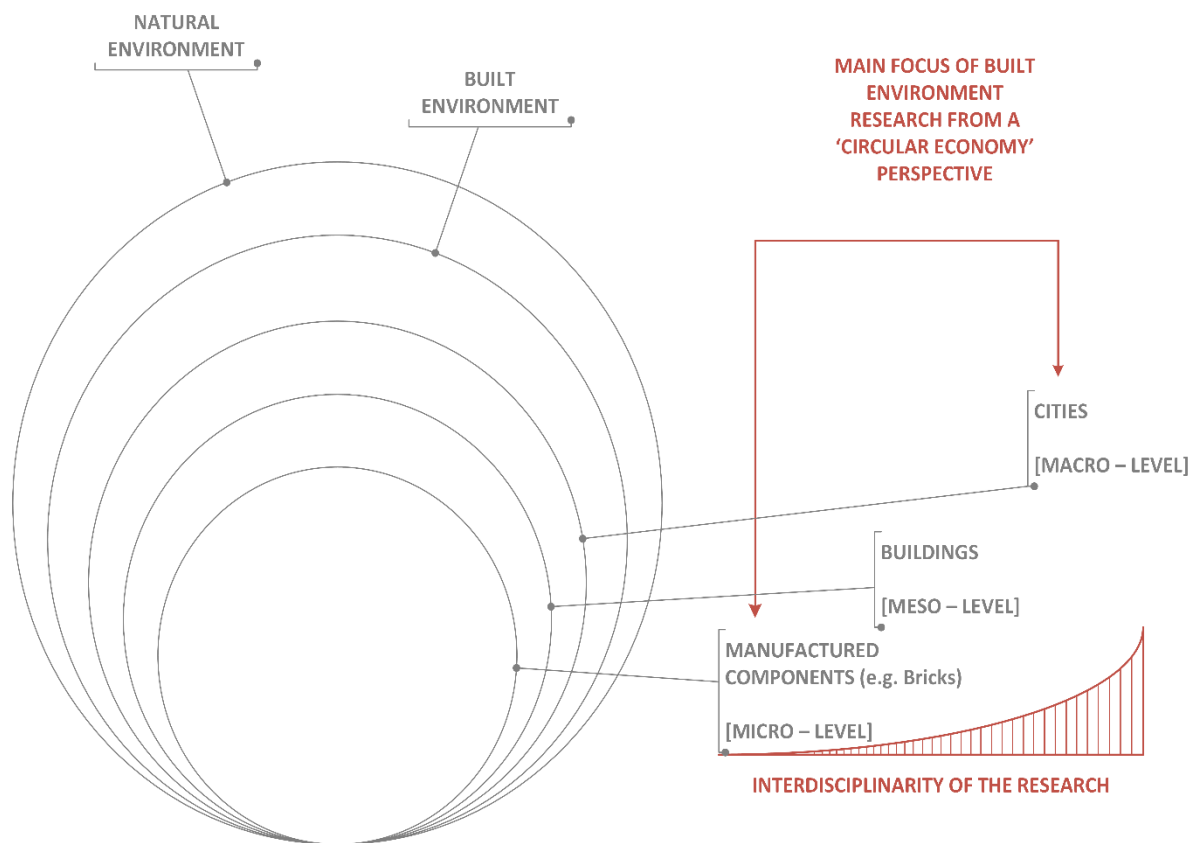 NATURAL
ENVIRONMENT
BUILT
ENVIRONMENT
MAIN FOCUS OF BUILT
ENVIRONMENT
RESEARCH FROM A
‘CIRCULAR ECONOMY’
PERSPECTIVE
CITIES
[MACRO – LEVEL]
BUILDINGS
[MESO – LEVEL]
MANUFACTURED
COMPONENTS (e.g. Bricks)
[MICRO – LEVEL]
INTERDISCIPLINARITY OF THE RESEARCH